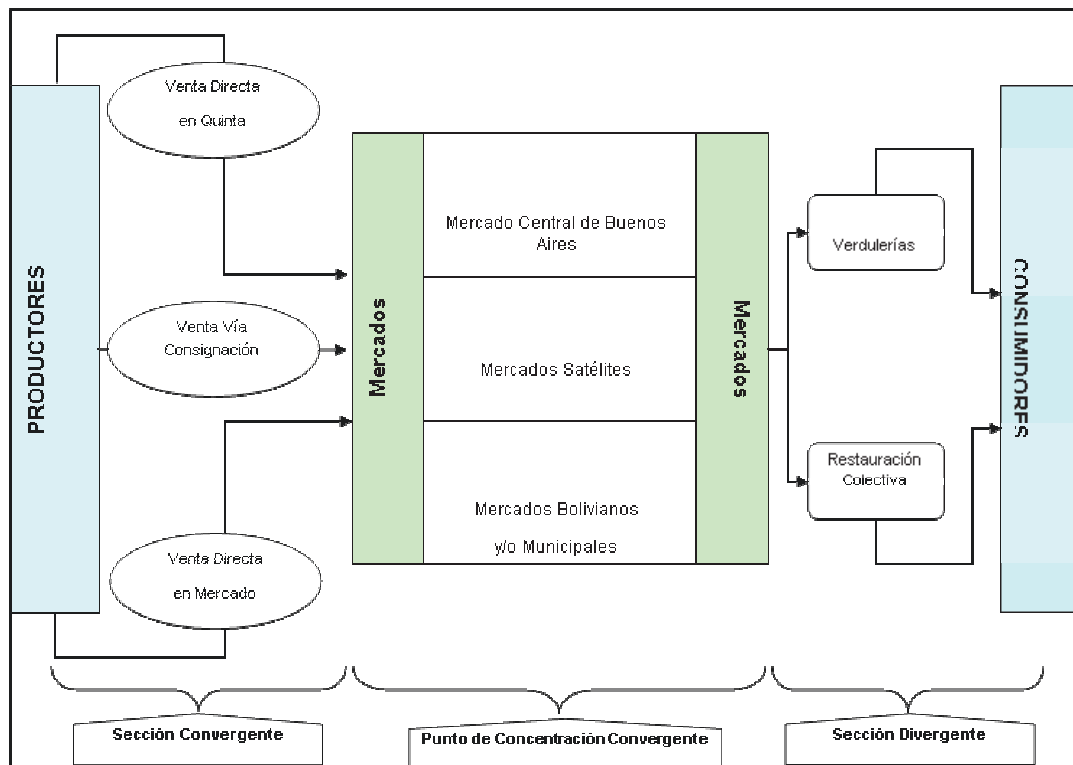 PRODUCTORES
Venta Directa
en Quinta
Venta Vía
Consignación
Venta Directa
en Mercado
Mercados
Mercado Central de Buenos
Aires
Mercados Satélites
Mercados Bolivianos
y/o Municipales
Mercados
Verdulerías
Restauración
Colectiva
CONSUMIDORES
Sección Convergente
Punto de Concentración Convergente
Sección Divergente